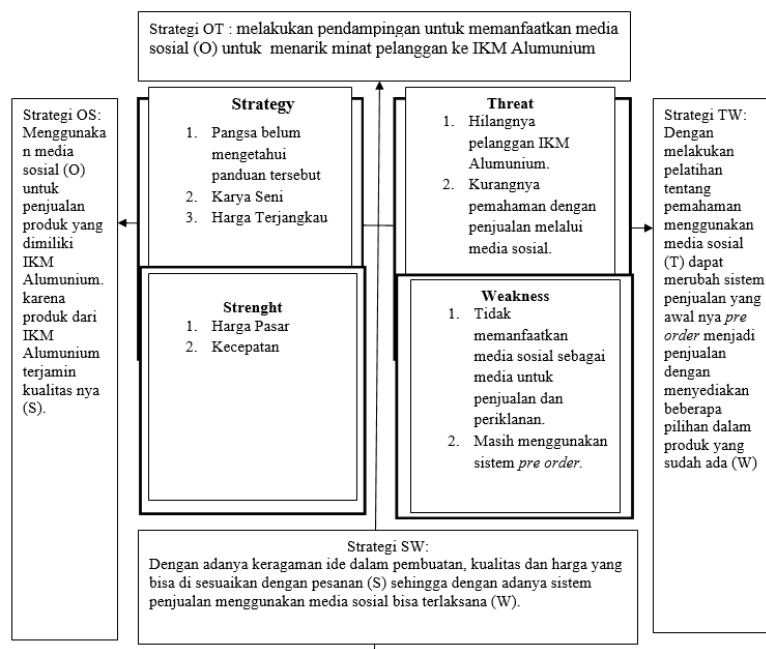 Strategi OT : melakukan pendampingan untuk memanfaatkan media
sosial (O) untuk menarik minat pelanggan ke IKM Alumunium
Strategi OS:
Menggunaka
n media
sosial (O)
untuk
penjualan
produk yang
dimiliki
IKM
Alumunium.
karena
produk dari
IKM
Alumunium
terjamin
kualitas nya
(S).
Strategy
1. Pangsa belum
mengetahui
panduan tersebut
2. Karya Seni
3. Harga Terjangkau
Threat
1. Hilangnya
pelanggan IKM
Alumunium.
2. Kurangnya
pemahaman dengan
penjualan melalui
media sosial.
Strenght
1. Harga Pasar
2. Kecepatan
Weakness
1. Tidak
memanfaatkan
media sosial sebagai
media untuk
penjualan dan
periklanan.
2. Masih menggunakan
sistem pre order.
Strategi TW:
Dengan
melakukan
pelatihan
tentang
pemahaman
menggunakan
media sosial
(T) dapat
merubah sistem
penjualan yang
awal nya pre
order menjadi
penjualan
dengan
menyediakan
beberapa
pilihan dalam
produk yang
sudah ada (W)
Strategi SW:
Dengan adanya keragaman ide dalam pembuatan, kualitas dan harga yang
bisa di sesuaikan dengan pesanan (S) sehingga dengan adanya sistem
penjualan menggunakan media sosial bisa terlaksana (W).